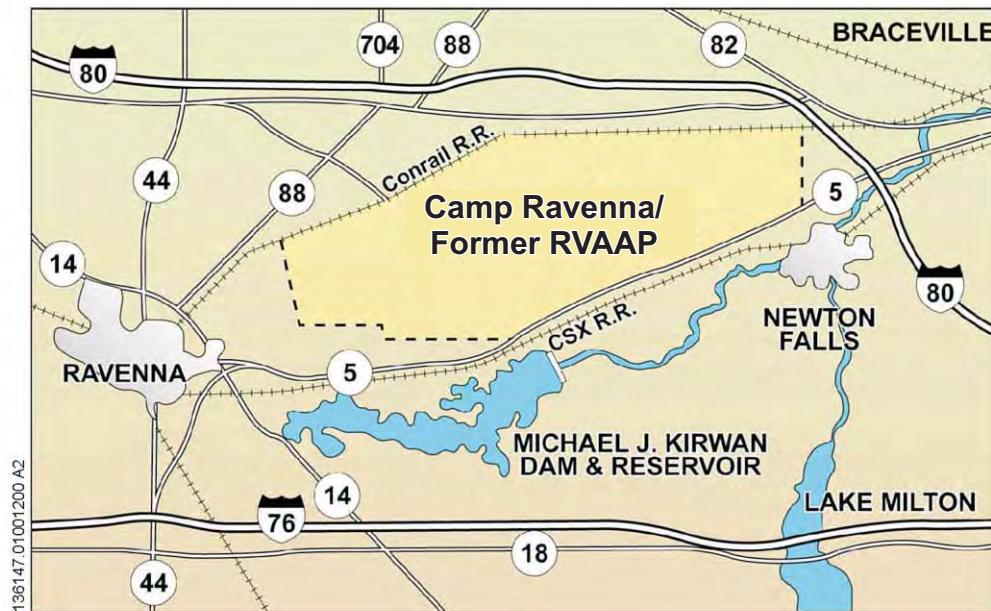 704
88
82
BRACEVILLE
80
Conrail R.R.
44
88
5
Camp Ravenna/
Former RVAAP
14
80
NEWTON
FALLS
CSX R.R.
RAVENNA
5
MICHAEL J. KIRWAN
DAM & RESERVOIR
14
LAKE MILTON
76
18
44
136147.01001200 A2